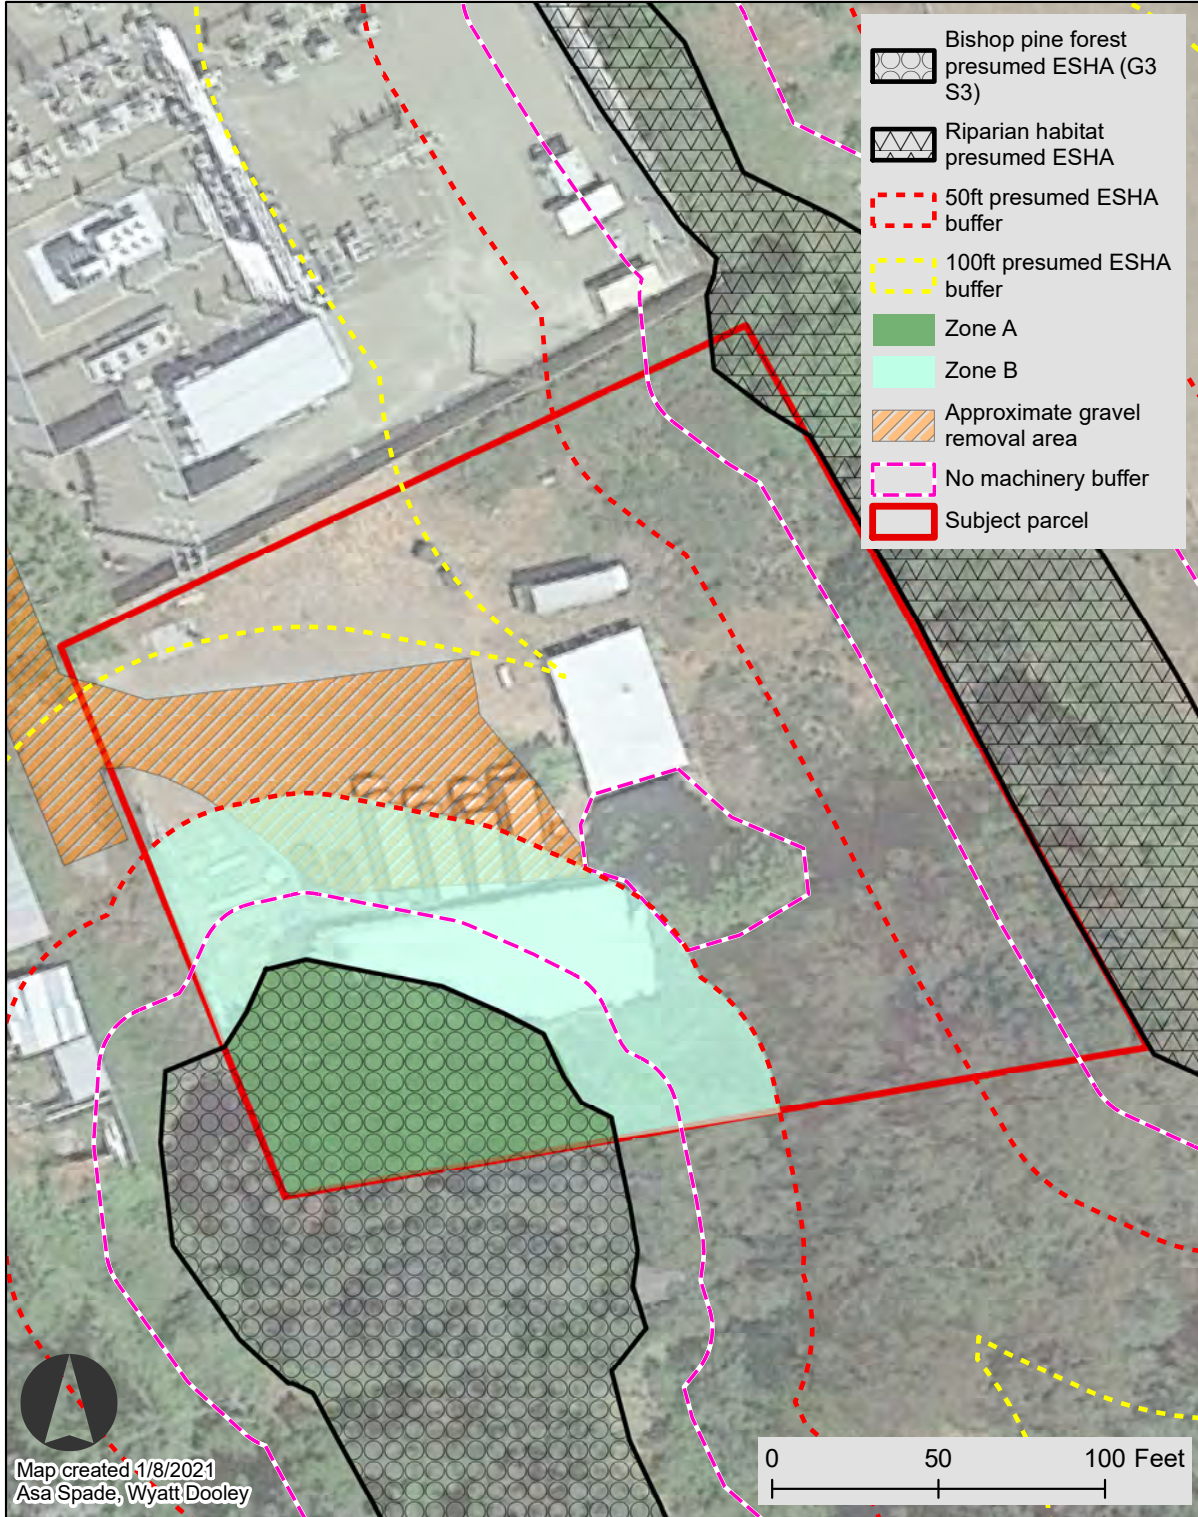 Bishop pine forest
presumed ESHA (G3
S3)
Riparian habitat
presumed ESHA
50ft presumed ESHA
buffer
100ft presumed ESHA
buffer
Zone A
Zone B
Approximate gravel
removal area
No machinery buffer
Subject parcel
Map created 1/8/2021
Asa Spade, Wyatt Dooley
0 50 100 Feet